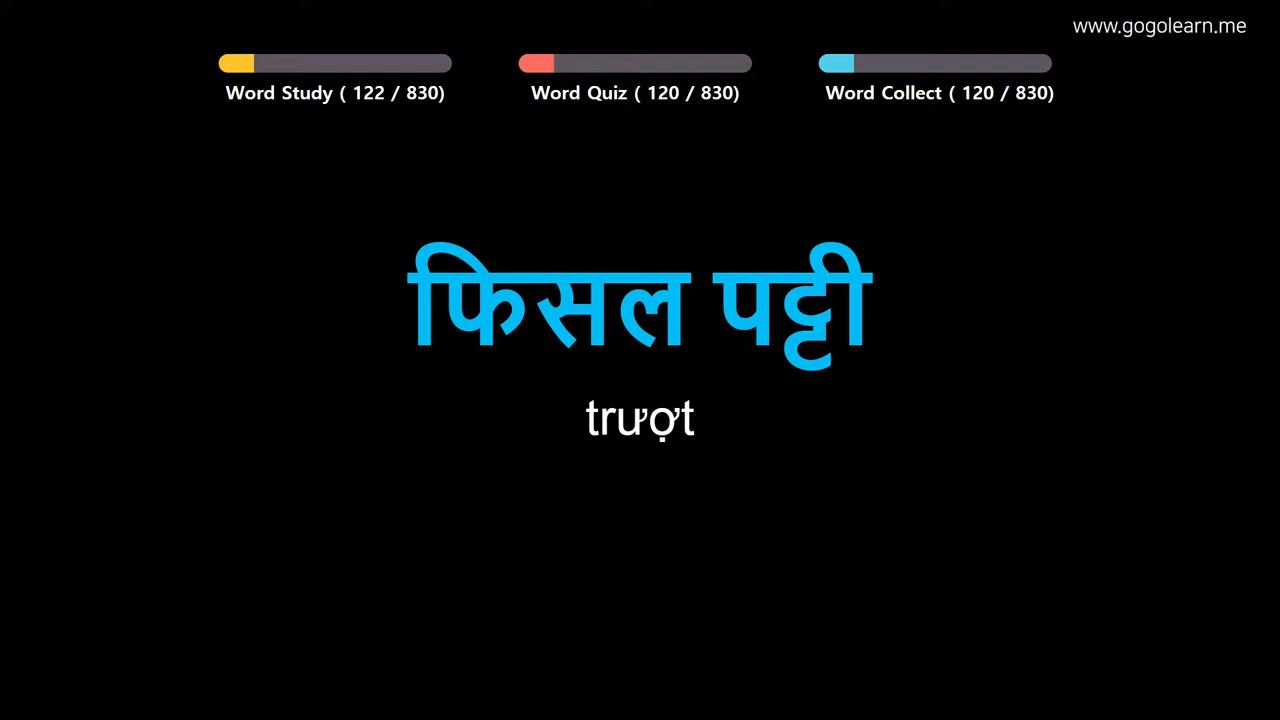 www.gogolearn.me
Word Study ( 122 / 830)
Word Quiz ( 120 / 830)
Word Collect ( 120 / 830)
फिसल पट्टी
trượt